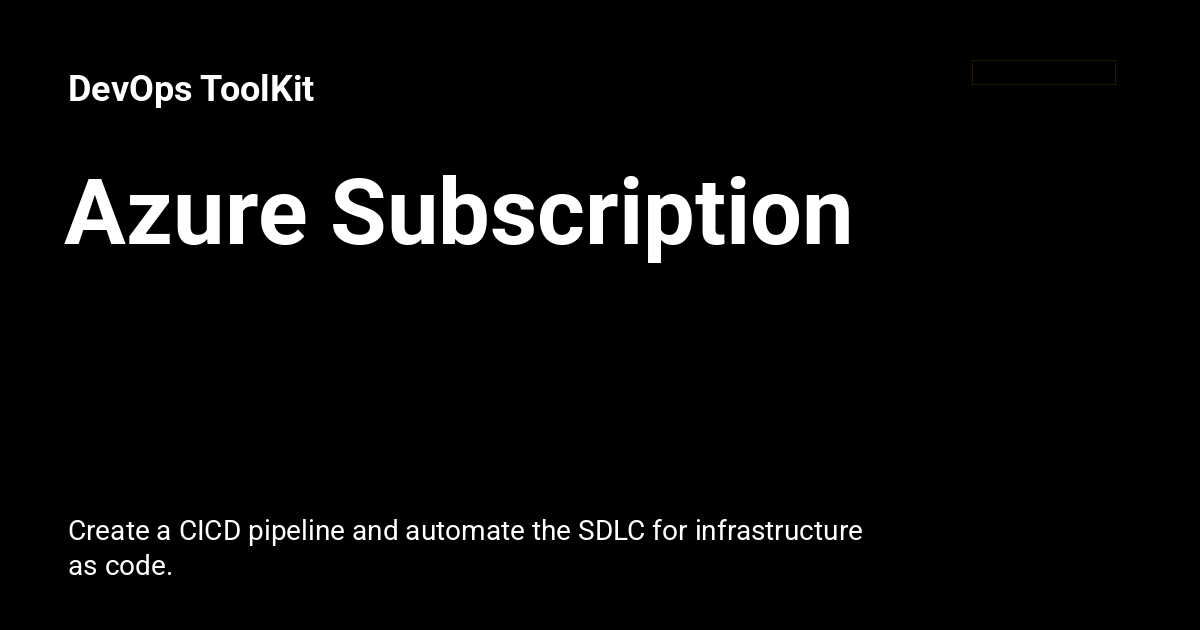 DevOps ToolKit
Azure Subscription
Create a CICD pipeline and automate the SDLC for infrastructure
as code.